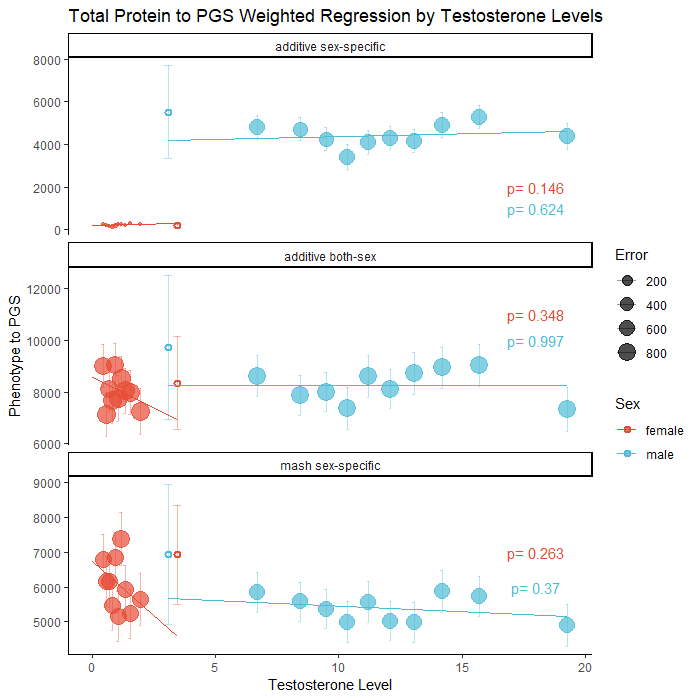 Total Protein to PGS Weighted Regression by Testosterone Levels
additive sex-specific
8000
6000
4000
2000
0
p= 0.146
p= 0.624
additive both-sex
12000
10000
8000
6000
p= 0.348
p= 0.997
mash sex-specific
9000
8000
7000
6000
5000
p= 0.263
p= 0.37
Phenotype to PGS
0 5 10 15 20
Testosterone Level
Error
200
400
600
800
Sex
female
male